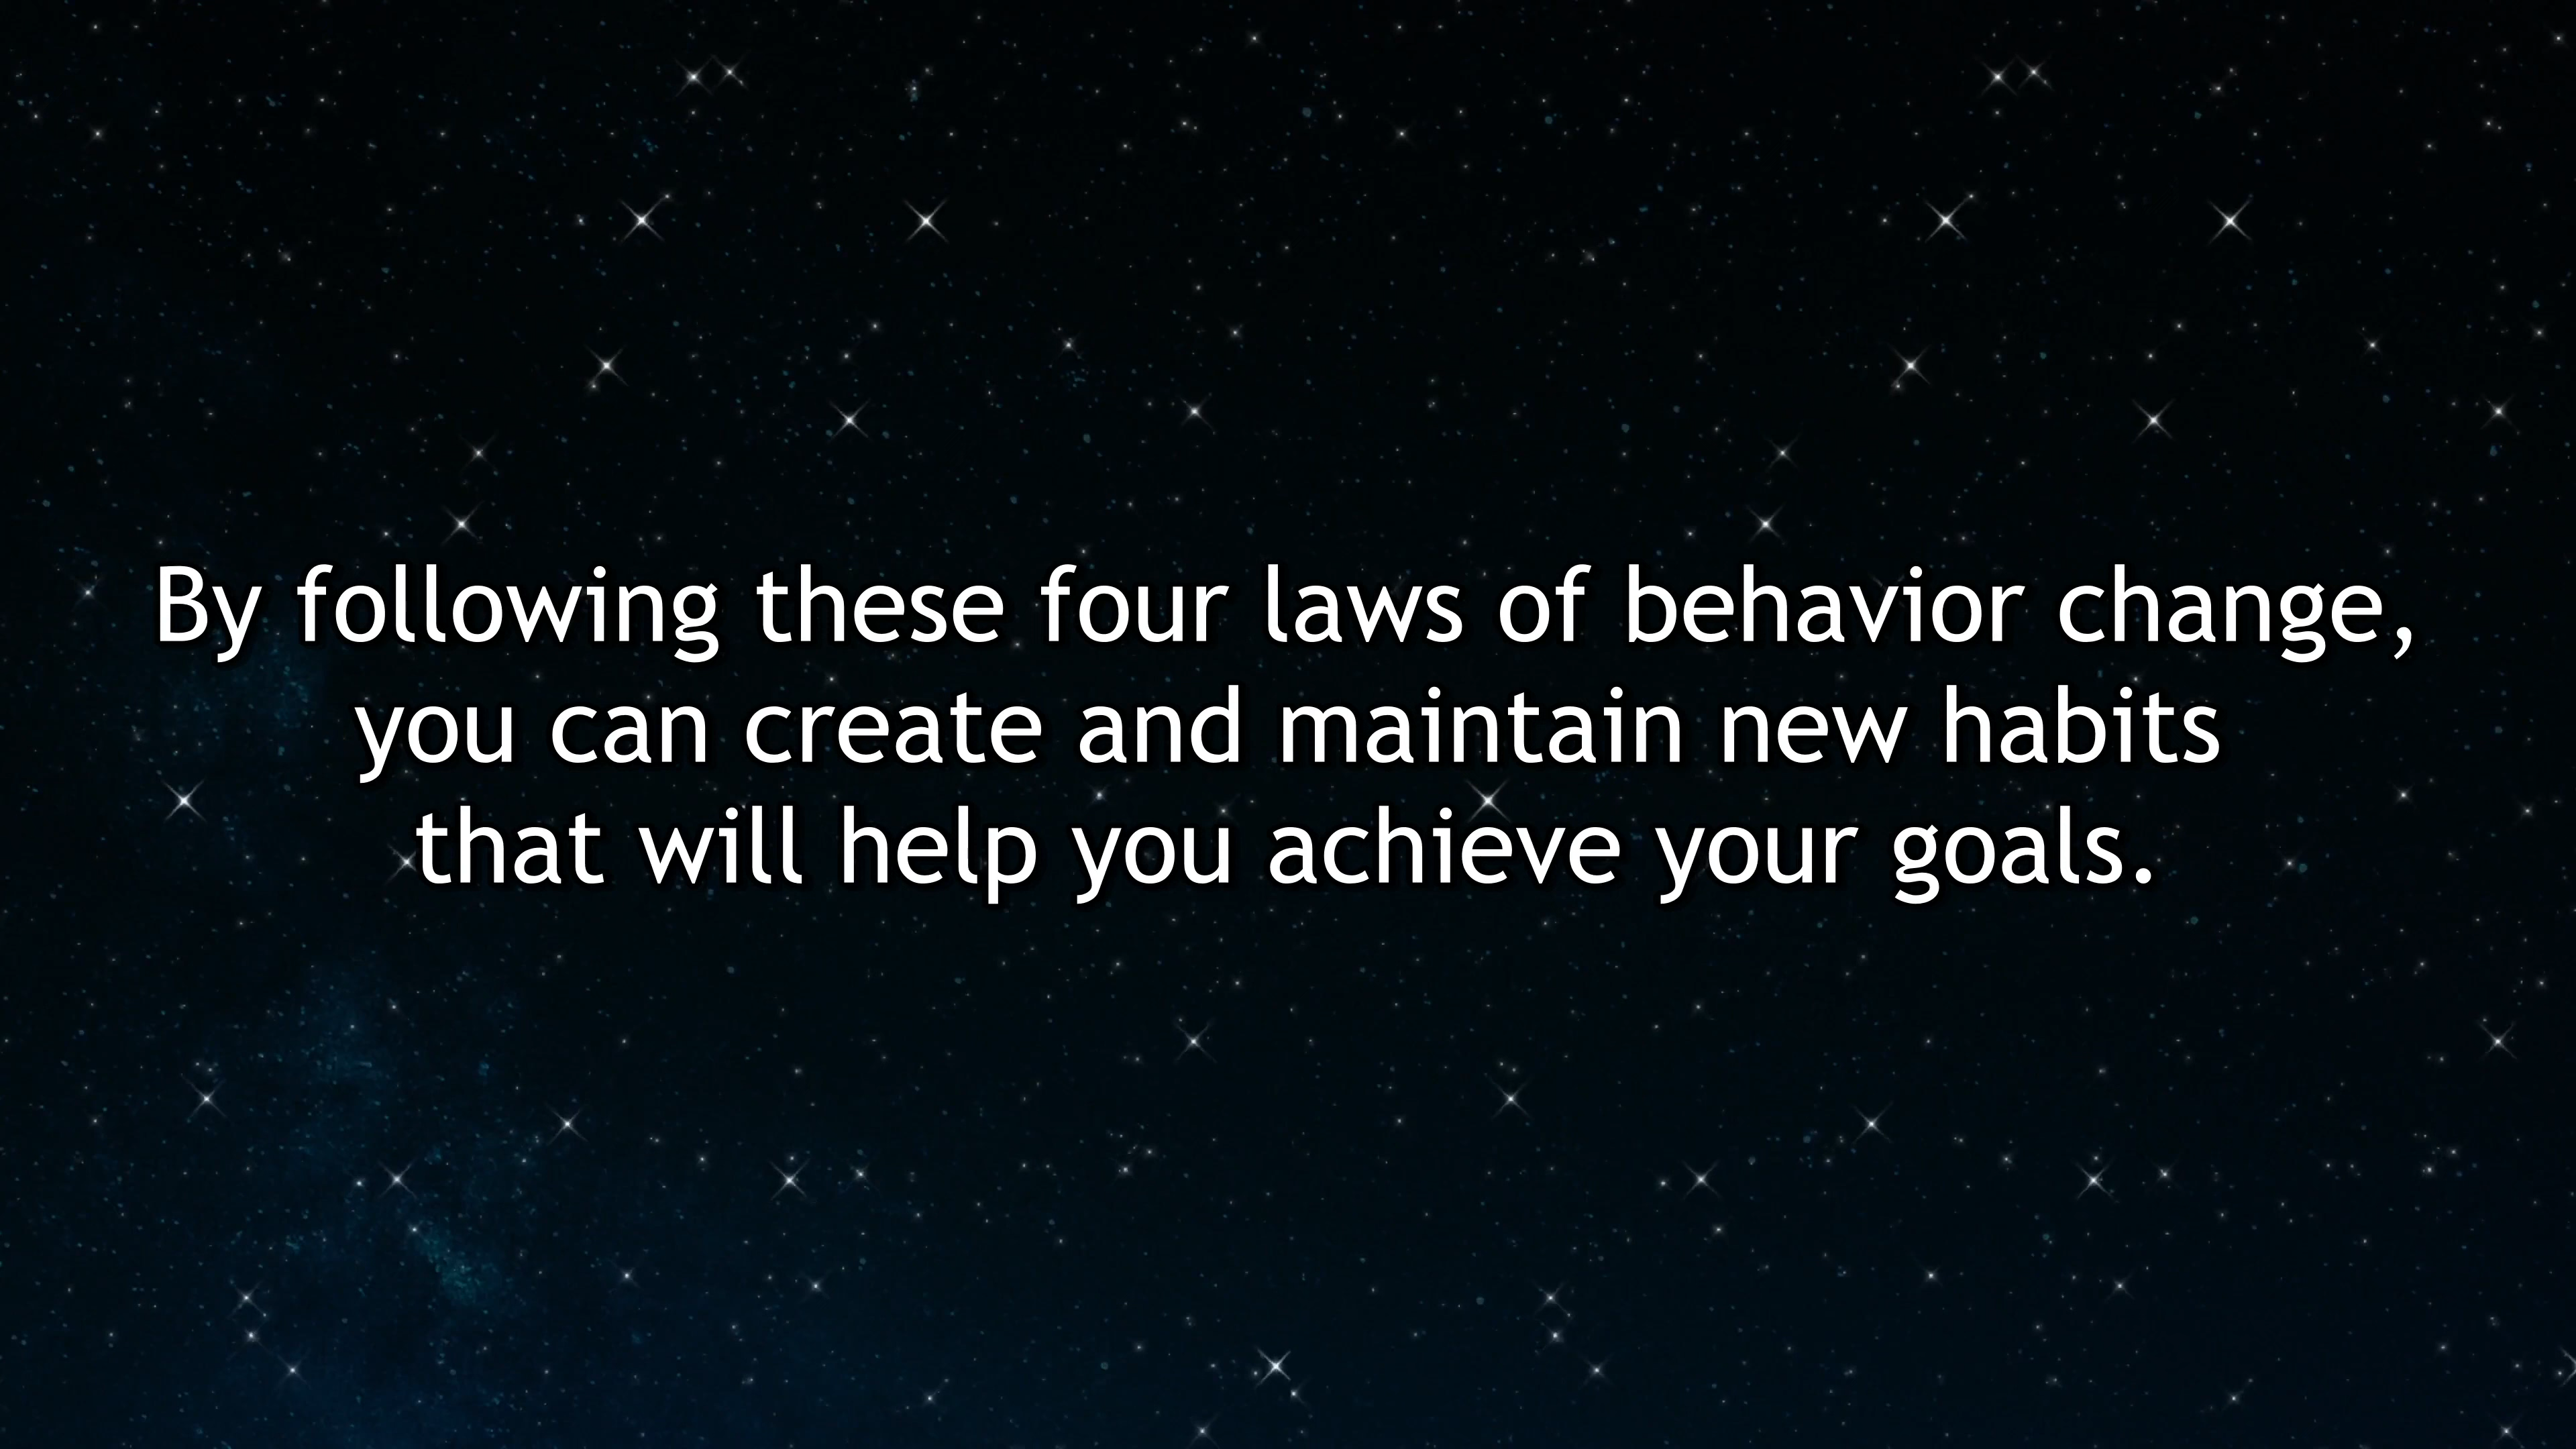 By following these four laws of behavior change,
you can create and maintain new habits
that will help you achieve your goals.